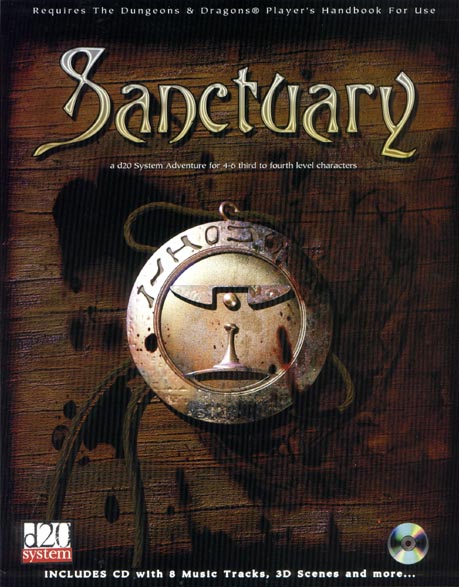 Requires The Dungeons & Dragons® Player's Handbook For Use
Sanctuary
a d20 System Adventure for 4-6 third to fourth level characters
d20
system
INCLUDES CD with 8 Music Tracks, 3D Scenes and more...